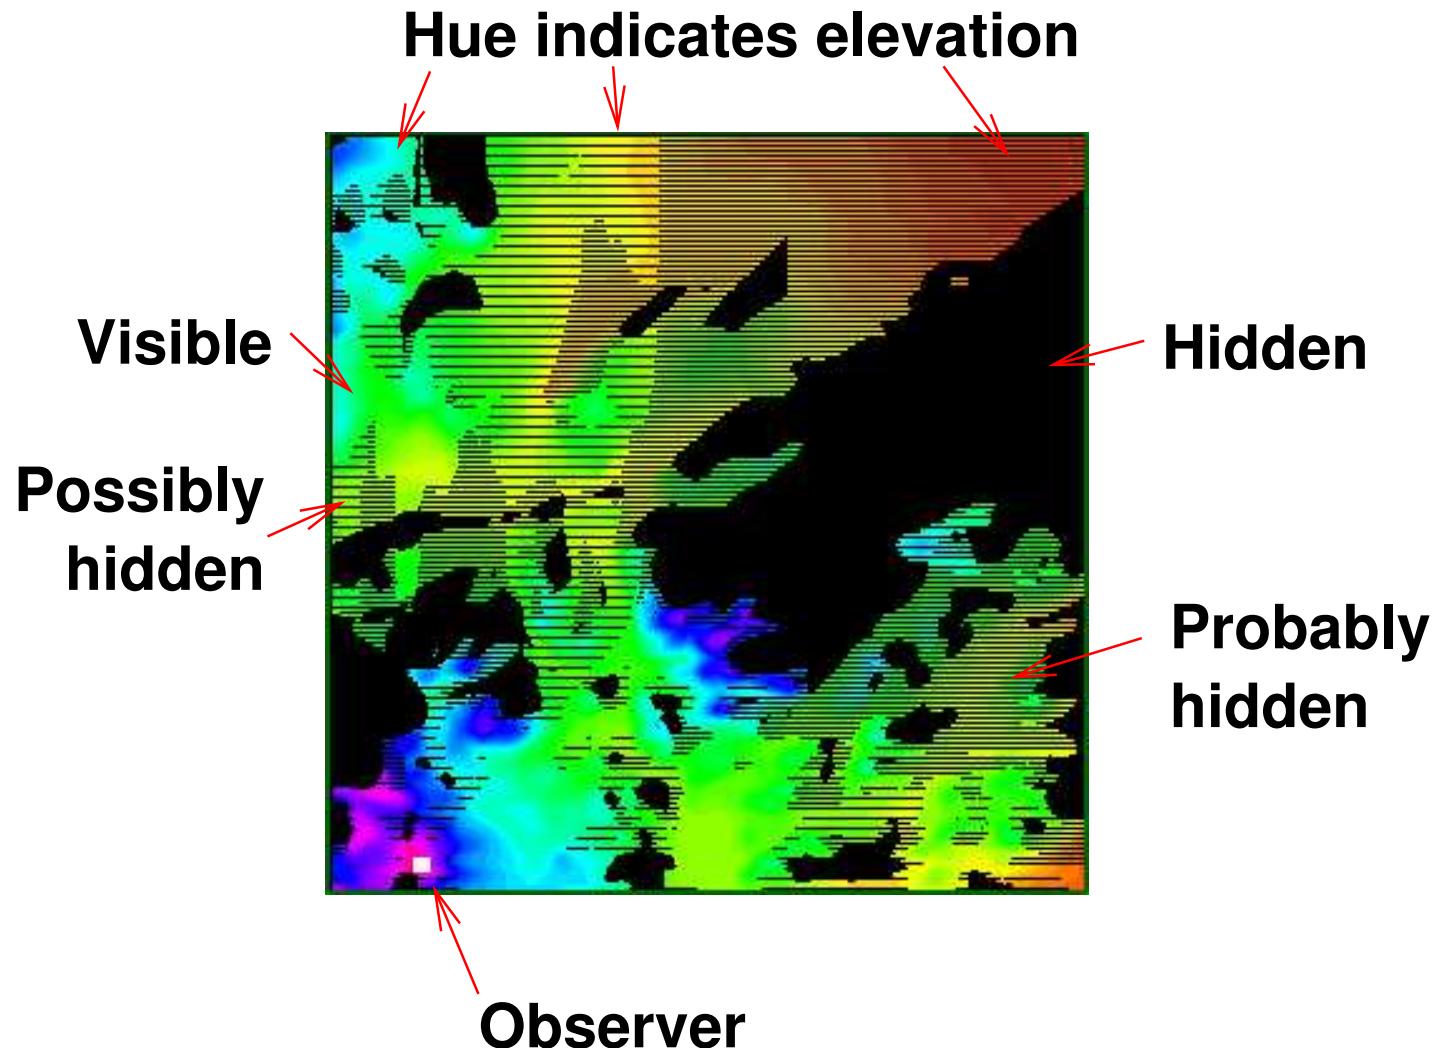 Hue indicates elevation
Visible
Hidden
Possibly
hidden
Probably
hidden
Observer